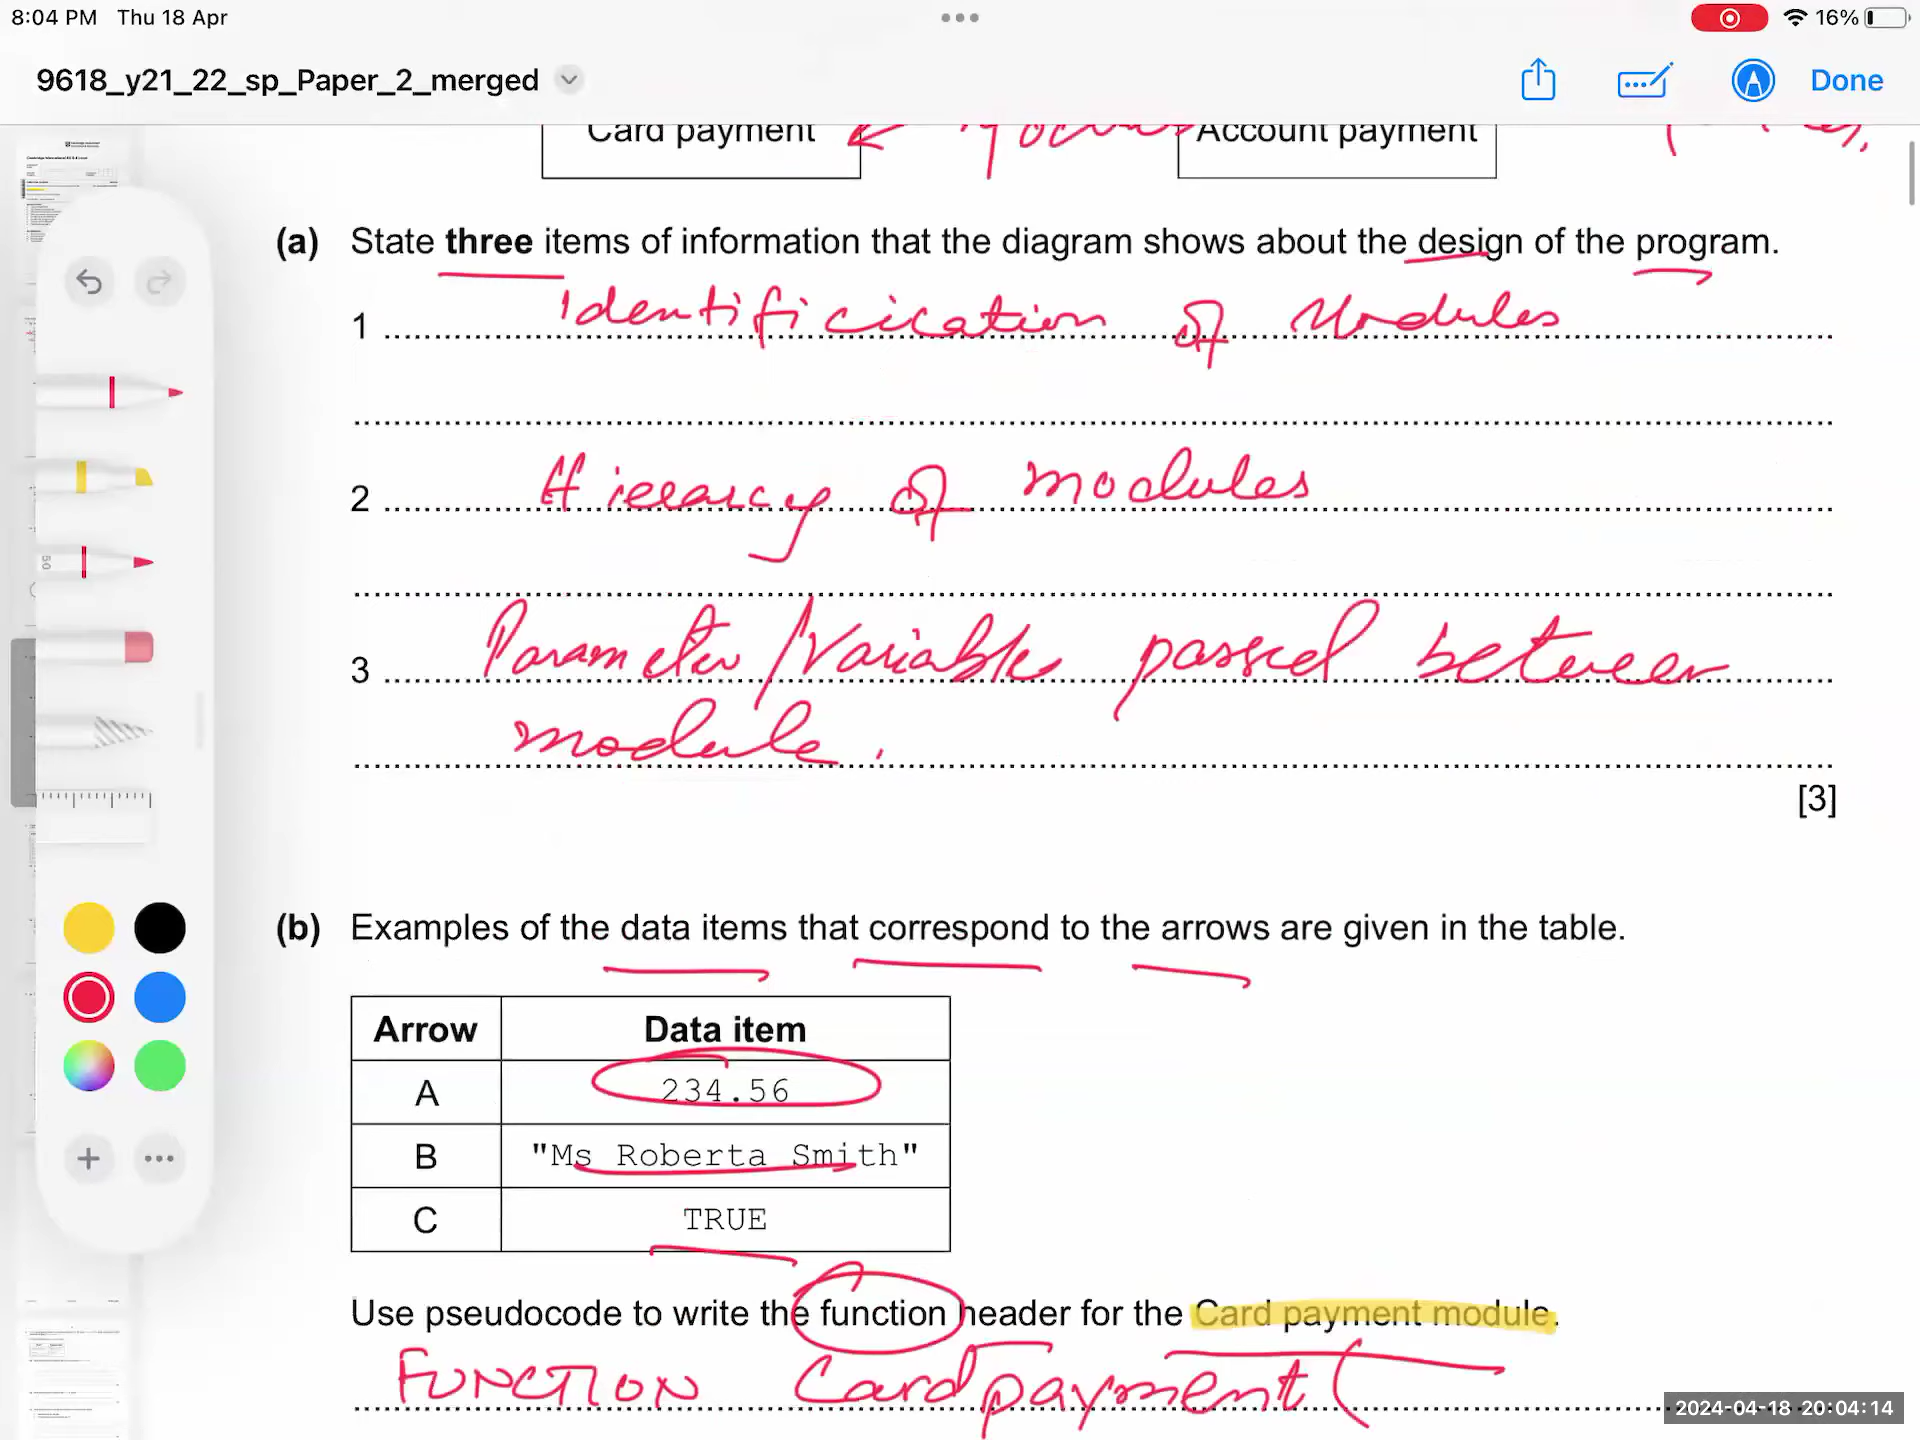 8:04 PM Thu 18 Apr
16%
9618_y21_22_sp_Paper_2_merged
Done
Card payment
Account payment
(a) State three items of information that the diagram shows about the design of the program.
1 Identificication of Modules
2 Hierarcy of modules
3 Parameter/Variables passed between
module.
[3]
50
(b) Examples of the data items that correspond to the arrows are given in the table.
Arrow Data item
A 234.56
B "Ms Roberta Smith"
C TRUE
Use pseudocode to write the function header for the Card payment module.
FUNCTION Cardpayment(
2024-04-18 20:04:14